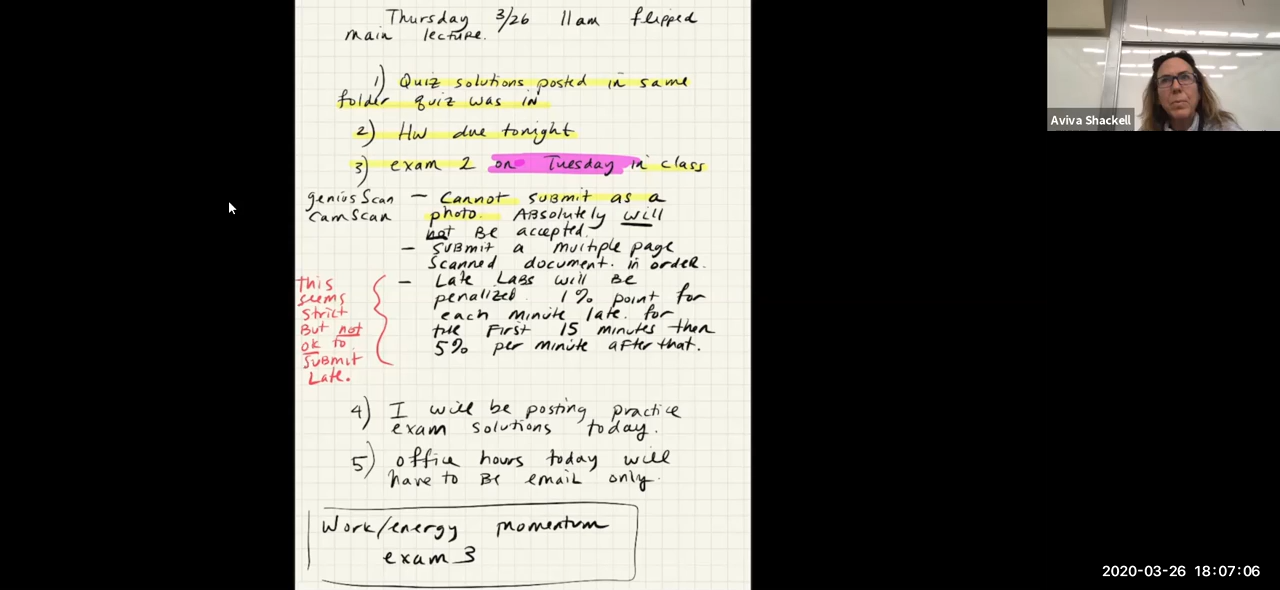 Thursday 3/26 11am flipped
main lecture.
1) Quiz solutions posted in same
folder quiz was in
2) HW due tonight
3) exam 2 on Tuesday in class
genius scan
camscan
- Cannot submit as a
photo. Absolutely will
not Be accepted.
- Submit a multiple page
scanned document. in order.
- Late Labs will Be
penalized 1% point for
each minute late. for
the First 15 minutes then
5% per minute after that.
This
seems
strict
But not
ok to
submit
Late.
4) I will be posting practice
exam solutions today.
5) office hours today will
have to Be email only.
Work/energy momentum
exam 3
Aviva Shackell
2020-03-26 18:07:06